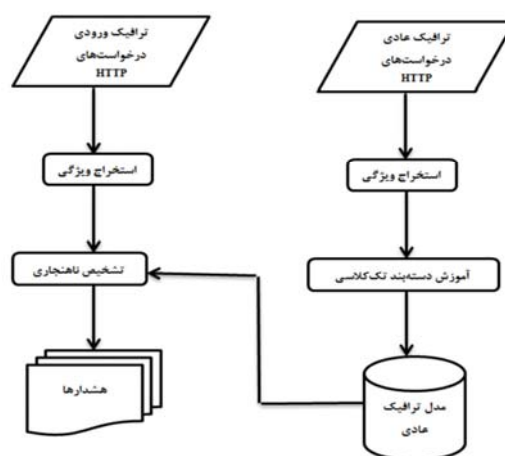 ترافیک عادی
درخواست‌های
HTTP
استخراج ویژگی
آموزش دسته‌بند تک‌کلاسی
مدل ترافیک
عادی
ترافیک ورودی
درخواست‌های
HTTP
استخراج ویژگی
تشخیص ناهنجاری
هشدارها